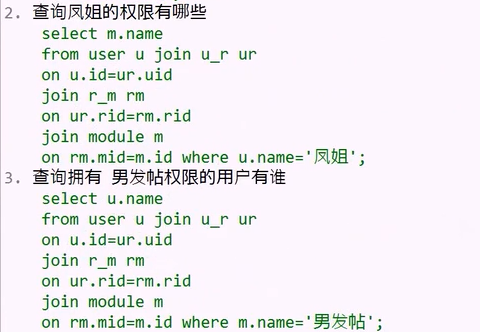 2. 查询凤姐的权限有哪些
select m.name
from user u join u_r ur
on u.id=ur.uid
join r_m rm
on ur.rid=rm.rid
join module m
on rm.mid=m.id where u.name='凤姐';
3. 查询拥有 男发帖权限的用户有谁
select u.name
from user u join u_r ur
on u.id=ur.uid
join r_m rm
on ur.rid=rm.rid
join module m
on rm.mid=m.id where m.name='男发帖';